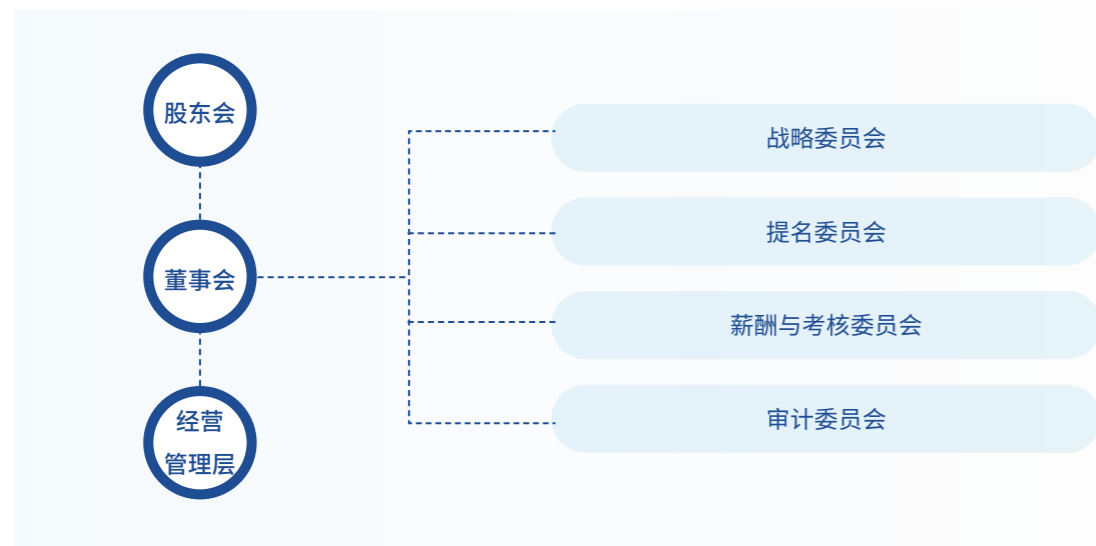 股东会
董事会
经营
管理层
战略委员会
提名委员会
薪酬与考核委员会
审计委员会